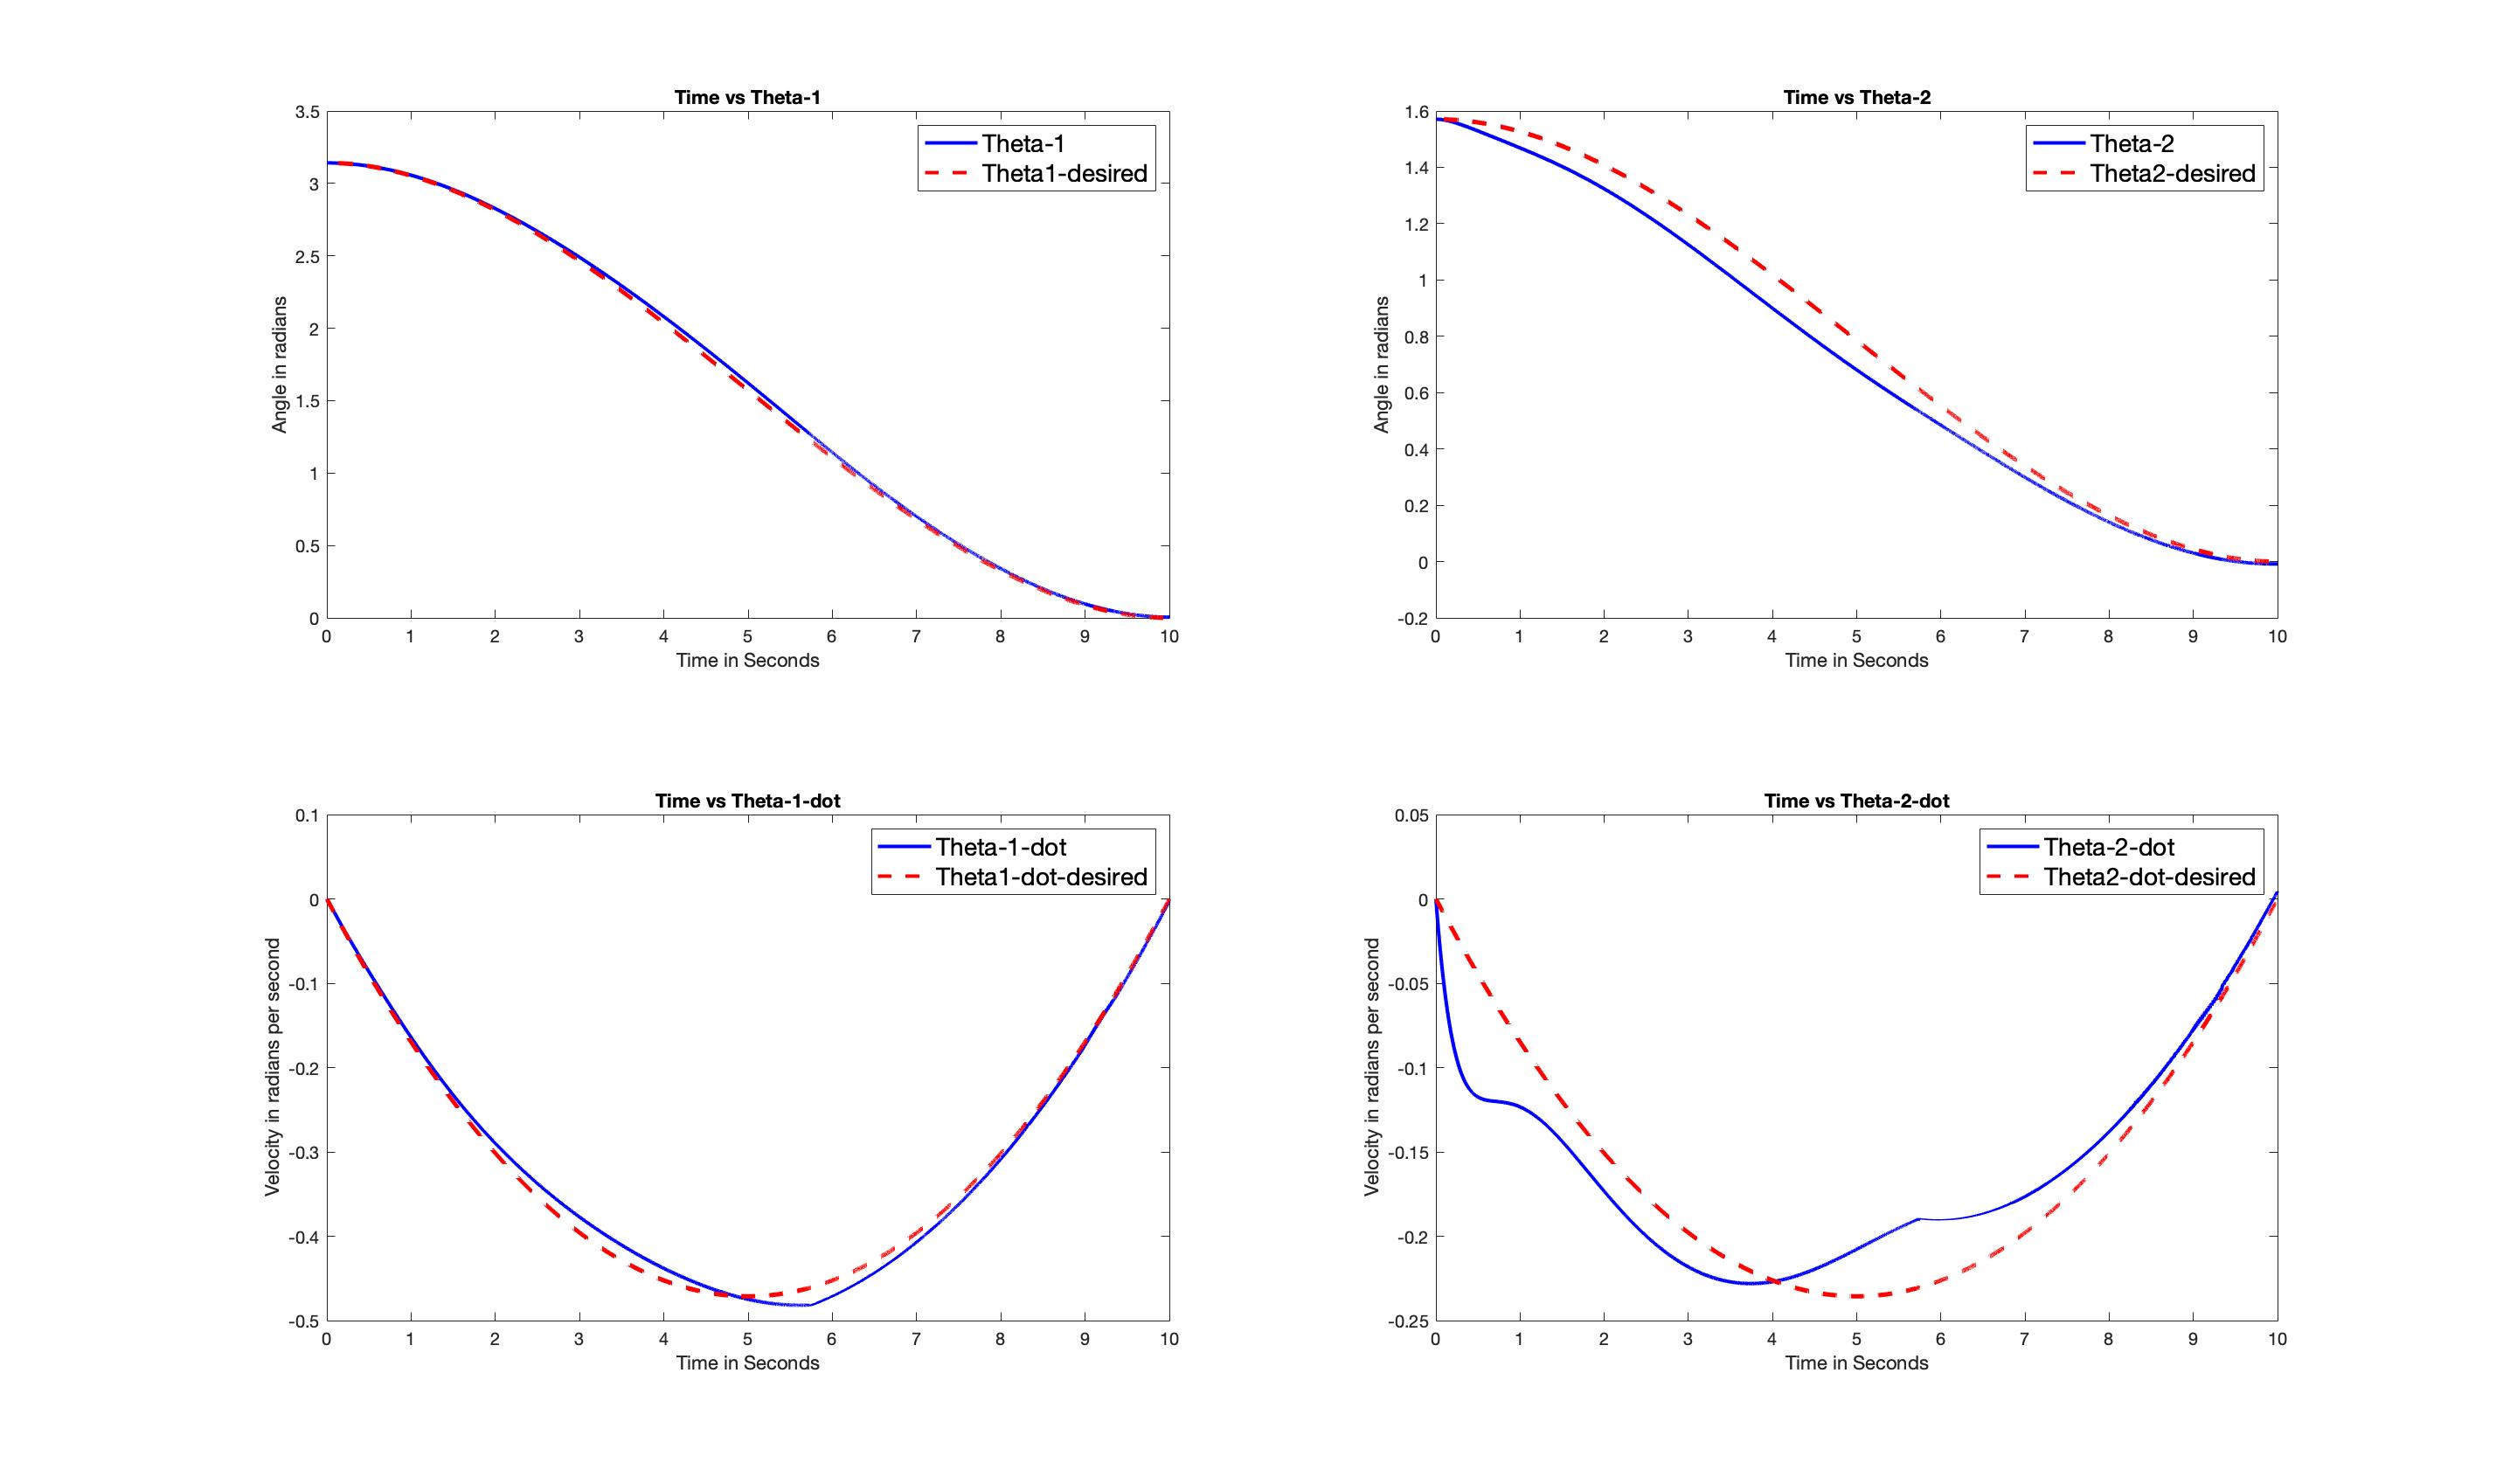 Time vs Theta-1
3.5
3
2.5
2
1.5
1
0.5
0
Angle in radians
Theta-1
Theta1-desired
0 1 2 3 4 5 6 7 8 9 10
Time in Seconds
Time vs Theta-2
1.6
1.4
1.2
1
0.8
0.6
0.4
0.2
0
-0.2
Angle in radians
Theta-2
Theta2-desired
0 1 2 3 4 5 6 7 8 9 10
Time in Seconds
Time vs Theta-1-dot
0.1
0
-0.1
-0.2
-0.3
-0.4
-0.5
Velocity in radians per second
Theta-1-dot
Theta1-dot-desired
0 1 2 3 4 5 6 7 8 9 10
Time in Seconds
Time vs Theta-2-dot
0.05
0
-0.05
-0.1
-0.15
-0.2
-0.25
Velocity in radians per second
Theta-2-dot
Theta2-dot-desired
0 1 2 3 4 5 6 7 8 9 10
Time in Seconds